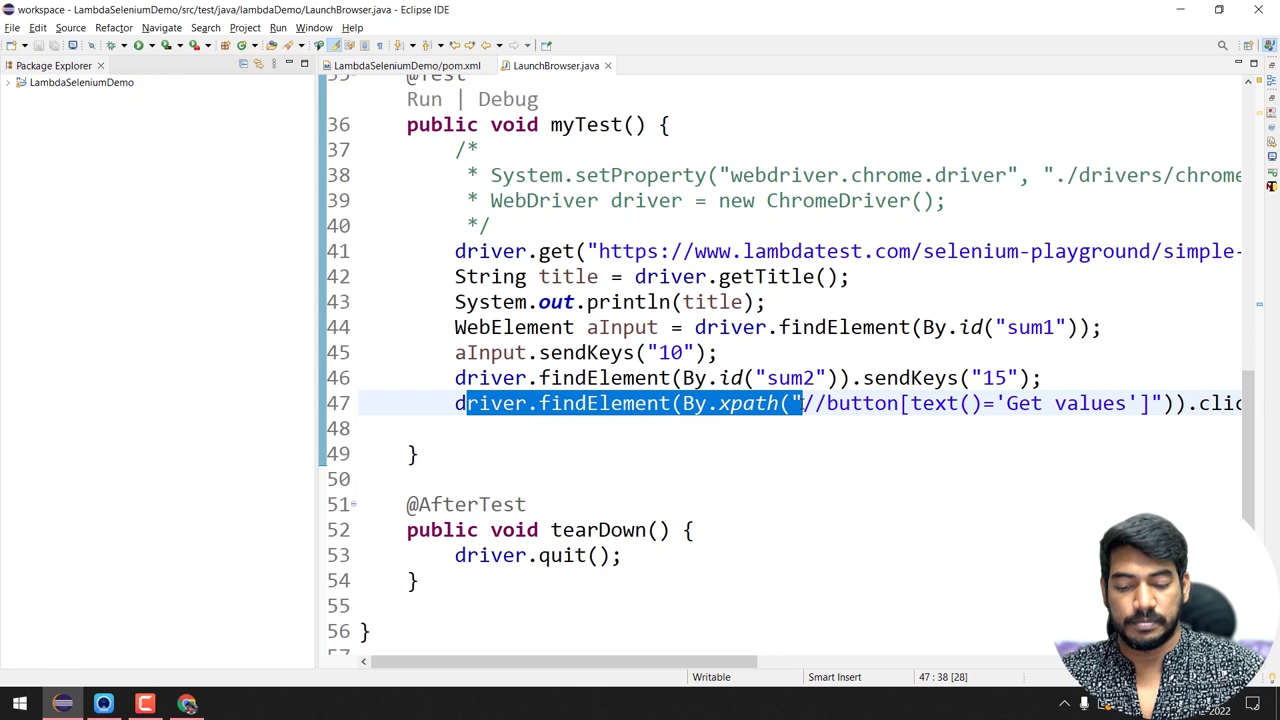 workspace - LambdaSeleniumDemo/src/test/java/lambdaDemo/LaunchBrowser.java - Eclipse IDE
File Edit Source Refactor Navigate Search Project Run Window Help
Package Explorer
LambdaSeleniumDemo/pom.xml
LaunchBrowser.java
LambdaSeleniumDemo
35 @Test
Run | Debug
36 public void myTest() {
37 /*
38 * System.setProperty("webdriver.chrome.driver", "./drivers/chrome
39 * WebDriver driver = new ChromeDriver();
40 */
41 driver.get("https://www.lambdatest.com/selenium-playground/simple-
42 String title = driver.getTitle();
43 System.out.println(title);
44 WebElement aInput = driver.findElement(By.id("sum1"));
45 aInput.sendKeys("10");
46 driver.findElement(By.id("sum2")).sendKeys("15");
47 driver.findElement(By.xpath("//button[text()='Get values']")).clic
48
49 }
50
51 @AfterTest
52 public void tearDown() {
53 driver.quit();
54 }
55
56 }
57
Writable
Smart Insert
47 : 38 [28]
2022